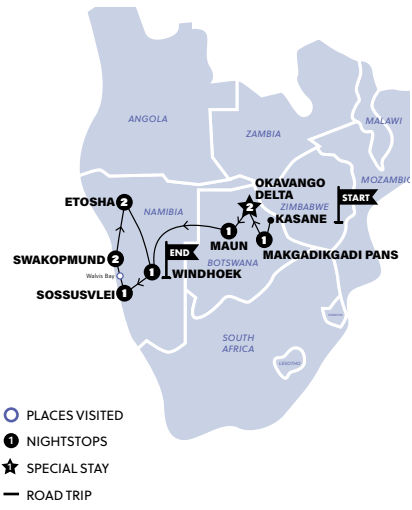 ANGOLA
ZAMBIA
MALAWI
MOZAMBIQ
OKAVANGO
DELTA
2
START
ZIMBABWE
KASANE
ETOSHA 2
NAMIBIA
1
MAUN
1
MAKGADIKGADI PANS
BOTSWANA
END
SWAKOPMUND 2
1 WINDHOEK
Walvis Bay
SOSSUSVLEI 1
SOUTH
AFRICA
LESOTHO
PLACES VISITED
1 NIGHTSTOPS
1 SPECIAL STAY
ROAD TRIP